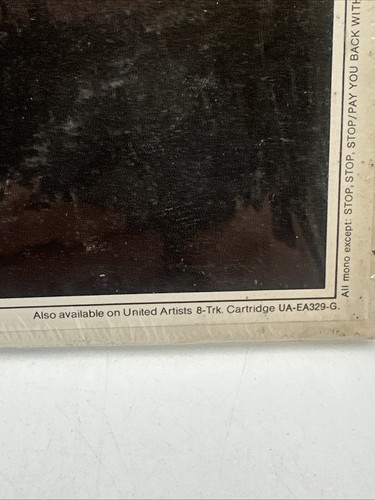 All mono except: STOP, STOP, STOP/PAY YOU BACK WITH
Also available on United Artists 8-Trk. Cartridge UA-EA329-G.